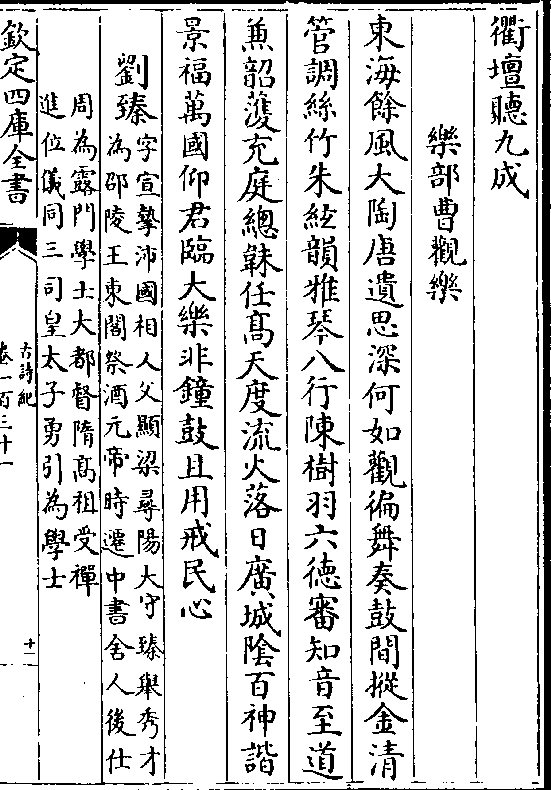 衢壇聽九成
樂部曹觀樂
東海餘風大陶唐遺思深何如觀徧舞奏鼓間摐金清
管調絲竹朱絃韻雅琴八行陳樹羽六德審知音至道
兼韶濩充庭總韎任髙天度流火落日廣城陰百神諧
景福萬國仰君臨大樂非鐘鼓且用戒民心
劉臻
字宣摯沛國相人父顯梁尋陽大守臻舉秀才
為邵陵王東閣祭酒元帝時遷中書舍人後仕
周為露門學士大都督隋髙祖受禪
進位儀同三司皇太子勇引為學士
欽定四庫全書
古詩紀
卷一百三十一
十一